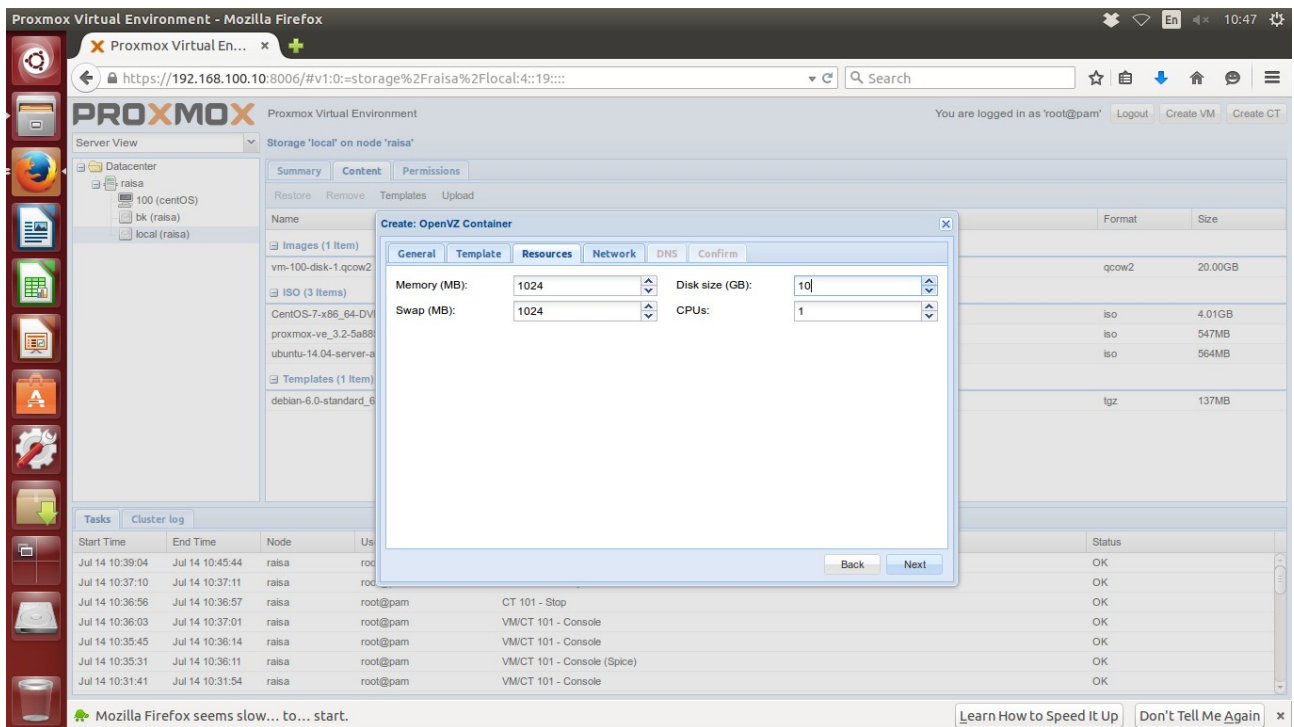 Proxmox Virtual Environment - Mozilla Firefox En 10:47
Proxmox Virtual En... ×
https://192.168.100.10:8006/#v1:0:=storage%2Fraisa%2Flocal:4::19:::: Search
PROXMOX Proxmox Virtual Environment You are logged in as 'root@pam' Logout Create VM Create CT
Server View Storage 'local' on node 'raisa'
Datacenter Summary Content Permissions
raisa
100 (centOS) Restore Remove Templates Upload
bk (raisa) Name Format Size
local (raisa)
Create: OpenVZ Container
General Template Resources Network DNS Confirm
Memory (MB): 1024 Disk size (GB): 10
Swap (MB): 1024 CPUs: 1
Back Next
Images (1 Item)
vm-100-disk-1.qcow2 qcow2 20.00GB
ISO (3 Items)
CentOS-7-x86_64-DV iso 4.01GB
proxmox-ve_3.2-5a88 iso 547MB
ubuntu-14.04-server-a iso 564MB
Templates (1 Item)
debian-6.0-standard_6 tgz 137MB
Tasks Cluster log
Start Time End Time Node Us Status
Jul 14 10:39:04 Jul 14 10:45:44 raisa roo OK
Jul 14 10:37:10 Jul 14 10:37:11 raisa roo OK
Jul 14 10:36:56 Jul 14 10:36:57 raisa root@pam CT 101 - Stop OK
Jul 14 10:36:03 Jul 14 10:37:01 raisa root@pam VM/CT 101 - Console OK
Jul 14 10:35:45 Jul 14 10:36:14 raisa root@pam VM/CT 101 - Console OK
Jul 14 10:35:31 Jul 14 10:36:11 raisa root@pam VM/CT 101 - Console (Spice) OK
Jul 14 10:31:41 Jul 14 10:31:54 raisa root@pam VM/CT 101 - Console OK
Mozilla Firefox seems slow... to... start. Learn How to Speed It Up Don't Tell Me Again ×